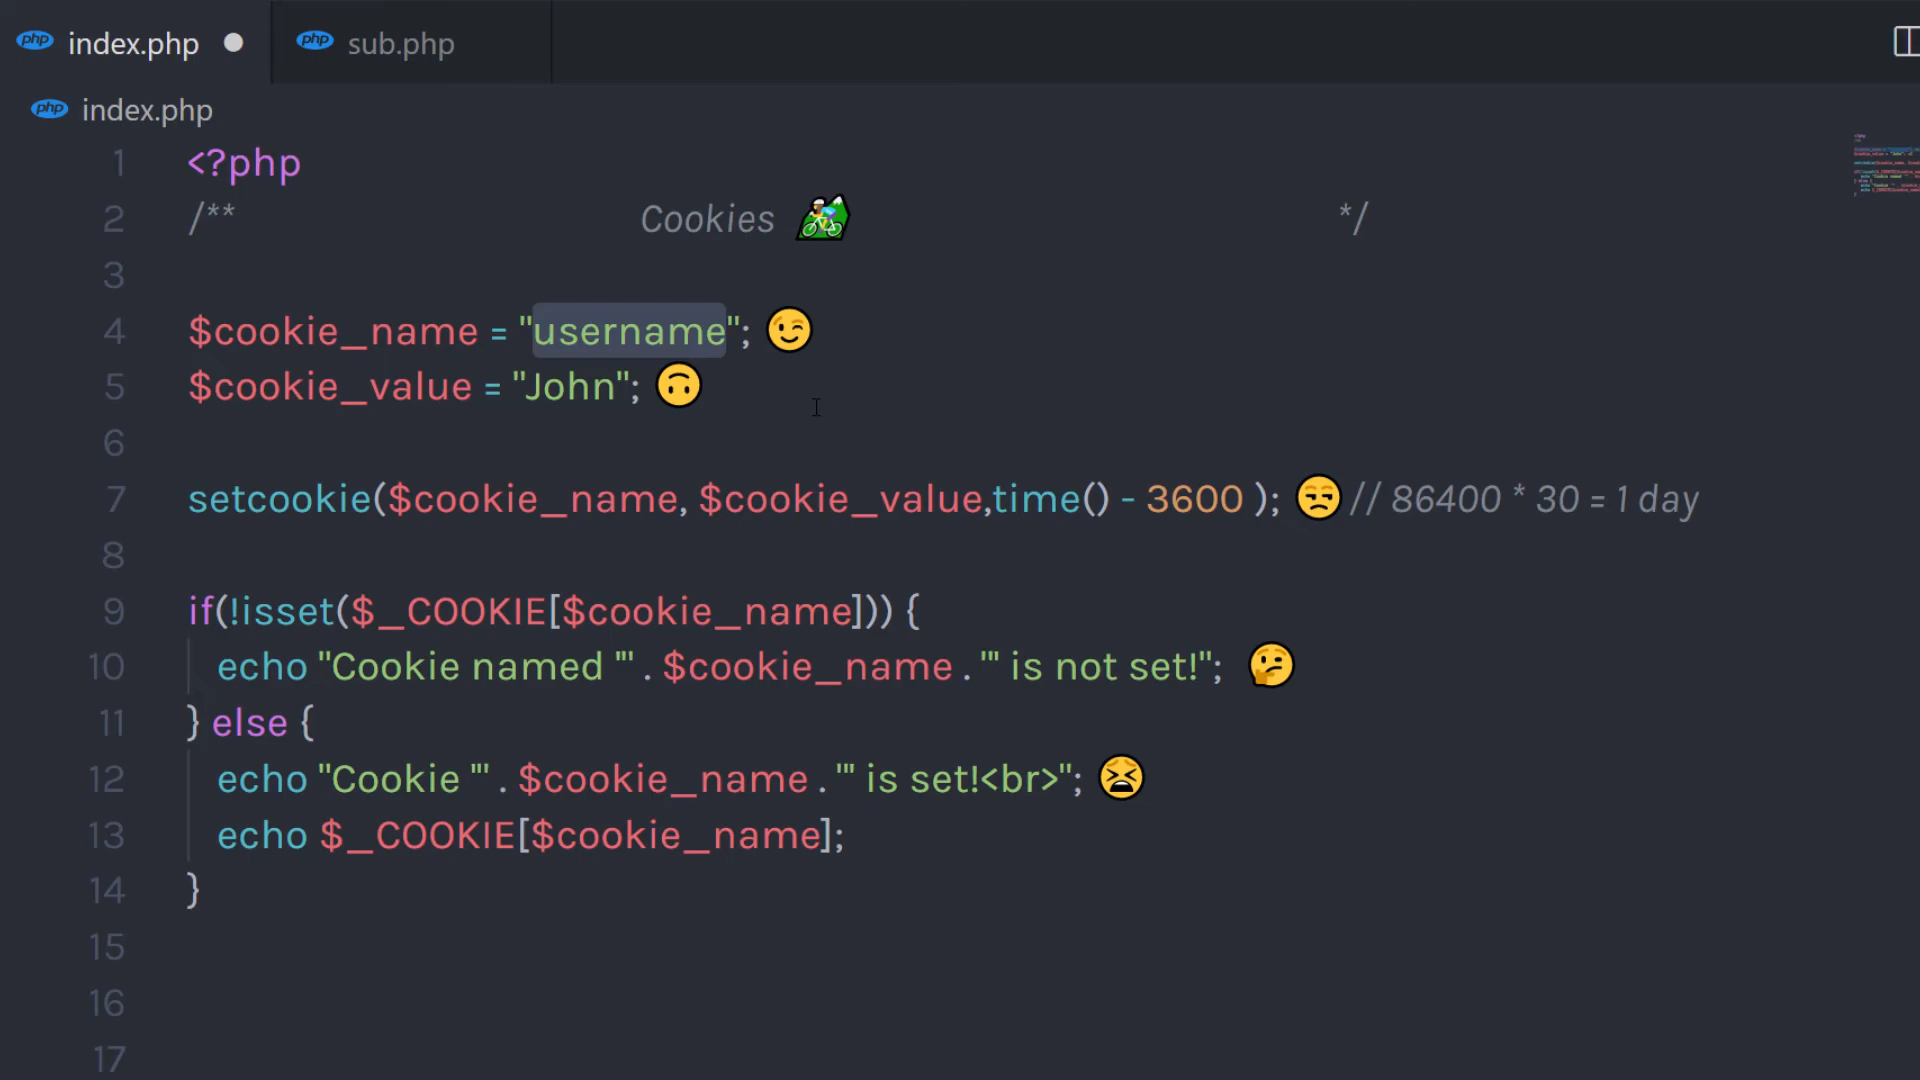 php index.php php sub.php
php index.php
1 <?php
2 /** Cookies */
3
4 $cookie_name = "username";
5 $cookie_value = "John";
6
7 setcookie($cookie_name, $cookie_value,time() - 3600 ); // 86400 * 30 = 1 day
8
9 if(!isset($_COOKIE[$cookie_name])) {
10 echo "Cookie named '" . $cookie_name . "' is not set!";
11 } else {
12 echo "Cookie '" . $cookie_name . "' is set!<br>";
13 echo $_COOKIE[$cookie_name];
14 }
15
16
17